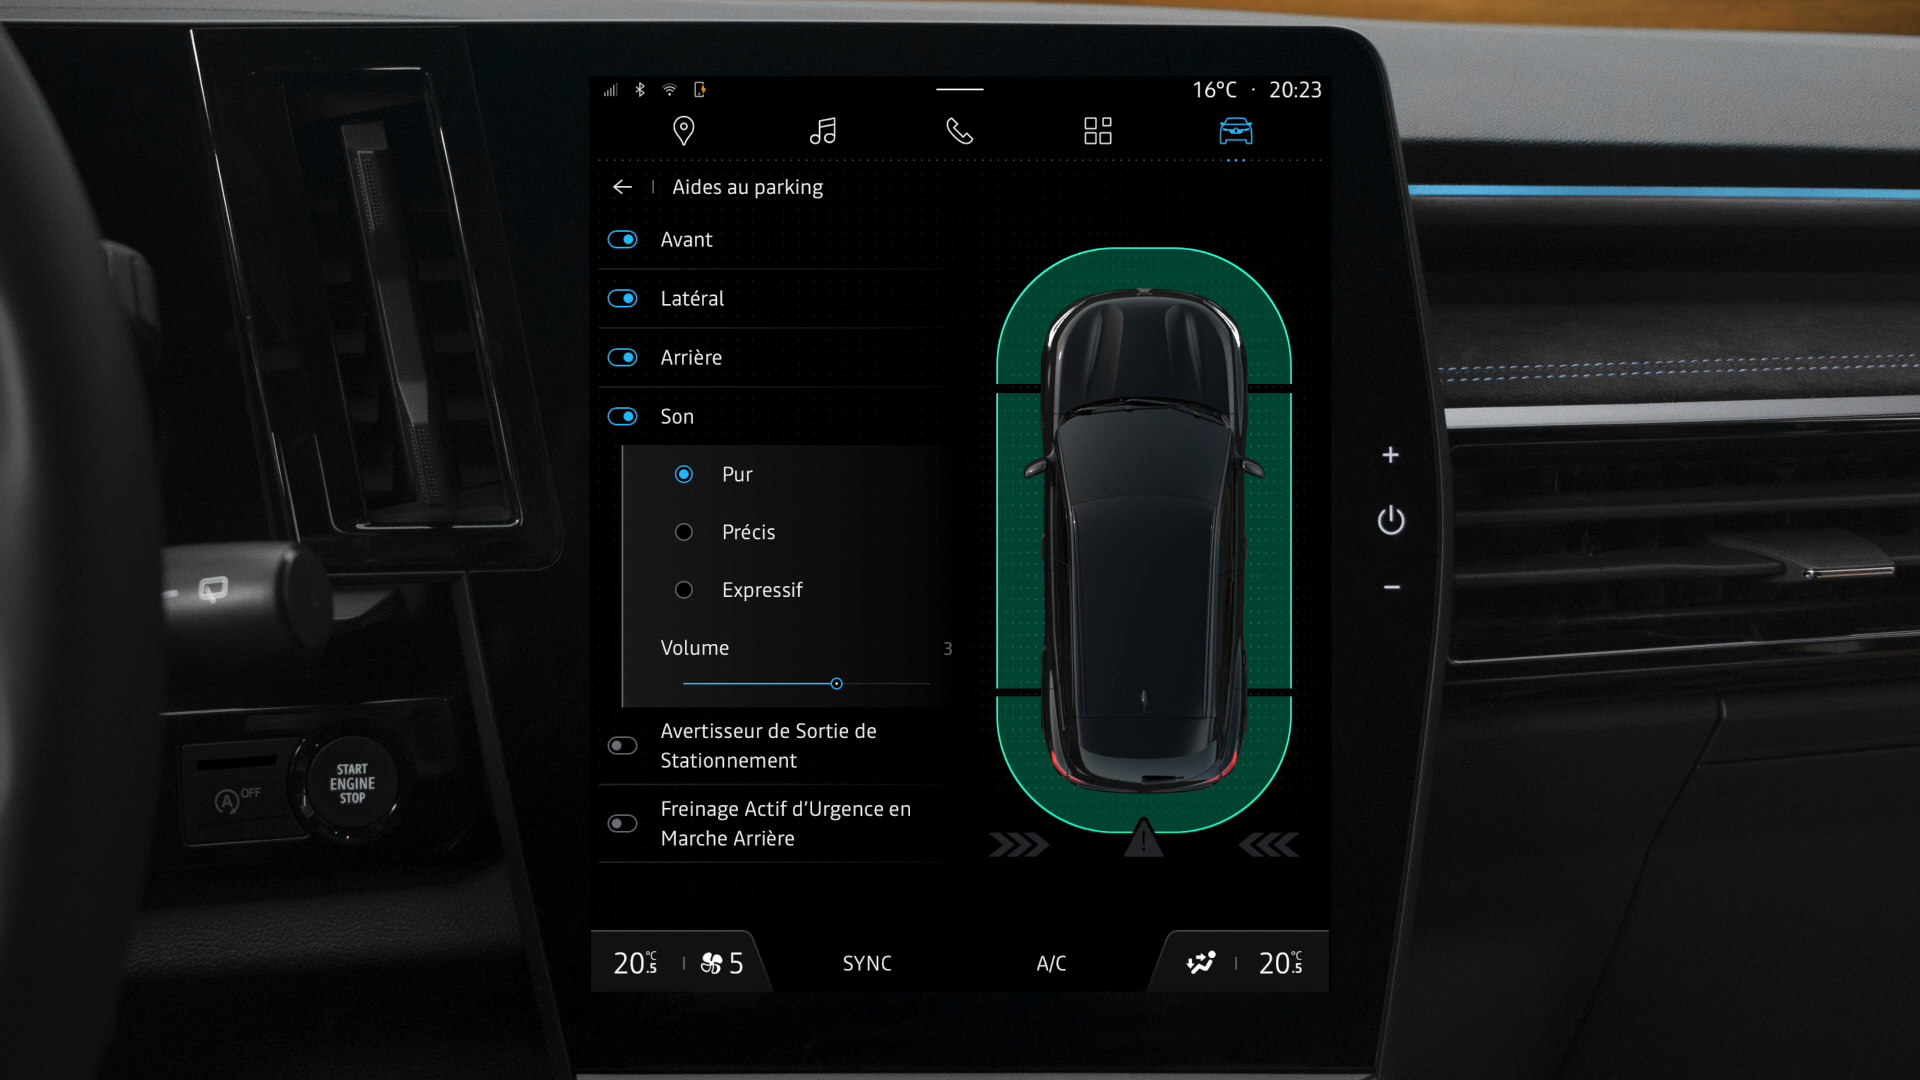 16°C · 20:23
Aides au parking
Avant
Latéral
Arrière
Son
Pur
Précis
Expressif
Volume 3
Avertisseur de Sortie de
Stationnement
Freinage Actif d'Urgence en
Marche Arrière
20.5°C 5 SYNC A/C 20.5°C
+
−
A OFF
START
ENGINE
STOP